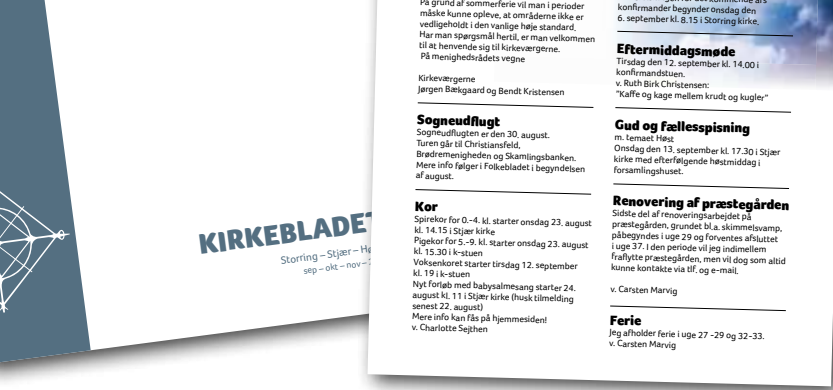 KIRKEBLADET
Storring – Stjær –
sep – okt – nov –
På grund af sommerferie vil man i perioder
måske kunne opleve, at områderne ikke er
vedligeholdt i den vanlige høje standard.
Har man spørgsmål hertil, er man velkommen
til at henvende sig til kirkeværgerne.
På menighedsrådets vegne
Kirkeværgerne
Jørgen Bækgaard og Bendt Kristensen
Sogneudflugt
Sogneudflugten er den 30. august.
Turen går til Christiansfeld,
Brødremenigheden og Skamlingsbanken.
Mere info følger i Folkebladet i begyndelsen
af august.
Kor
Spirekor for 0.-4. kl. starter onsdag 23. august
kl. 14.15 i Stjær kirke
Pigekor for 5.-9. kl. starter onsdag 23. august
kl. 15.30 i k-stuen
Voksenkoret starter tirsdag 12. september
kl. 19 i k-stuen
Nyt forløb med babysalmesang starter 24.
august kl. 11 i Stjær kirke (husk tilmelding
senest 22. august)
Mere info kan fås på hjemmesiden!
v. Charlotte Sejthen
konfirmander begynder onsdag den
6. september kl. 8.15 i Storring kirke.
Eftermiddagsmøde
Tirsdag den 12. september kl. 14.00 i
konfirmandstuen.
v. Ruth Birk Christensen:
"Kaffe og kage mellem krudt og kugler"
Gud og fællesspisning
m. temaet Høst
Onsdag den 13. september kl. 17.30 i Stjær
kirke med efterfølgende høstmiddag i
forsamlingshuset.
Renovering af præstegården
Sidste del af renoveringsarbejdet på
præstegården, grundet bl.a. skimmelsvamp,
påbegyndes i uge 29 og forventes afsluttet
i uge 37. I den periode vil jeg indimellem
fraflytte præstegården, men vil dog som altid
kunne kontakte via tlf. og e-mail.
v. Carsten Marvig
Ferie
Jeg afholder ferie i uge 27 -29 og 32-33.
v. Carsten Marvig